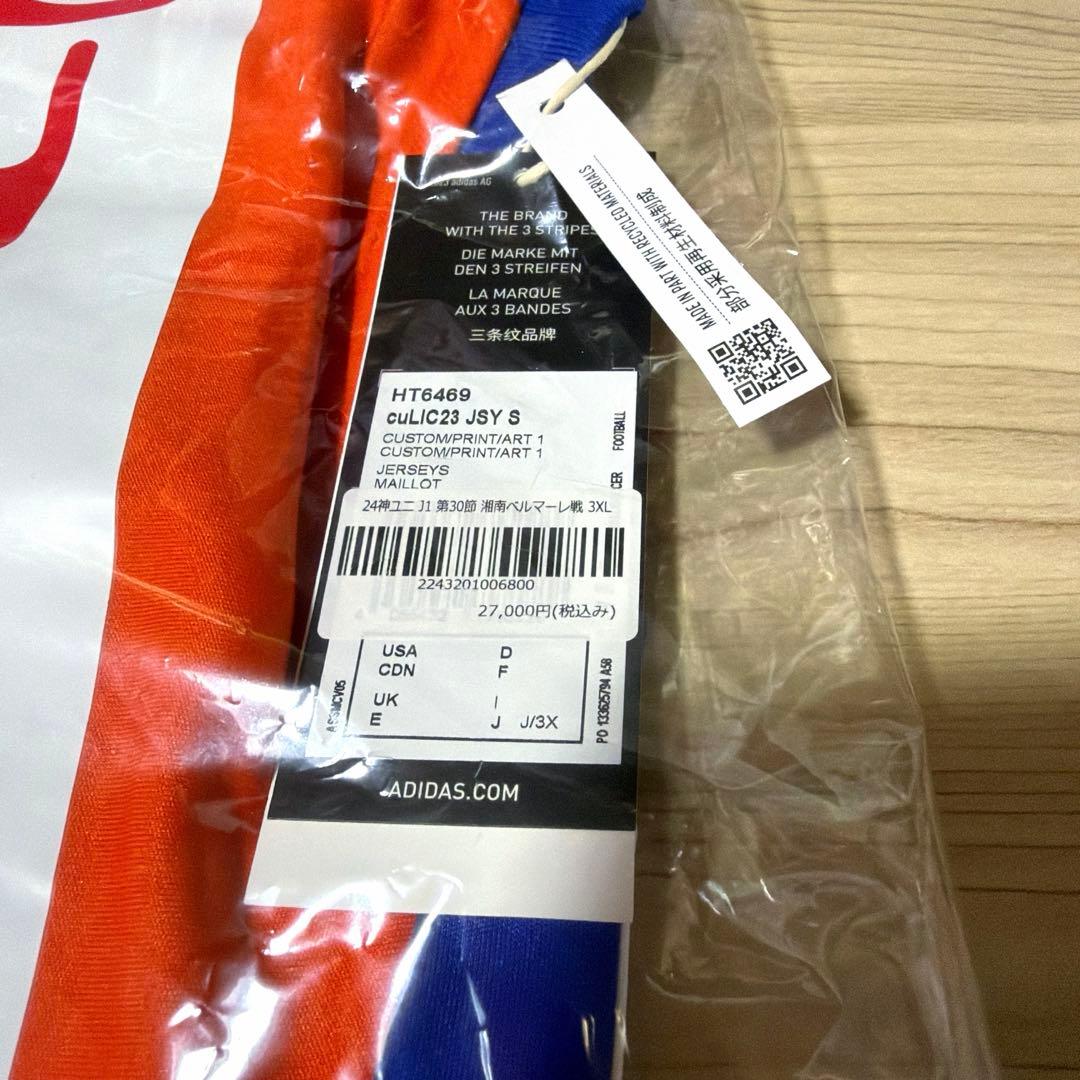 adidas AG
THE BRAND
WITH THE 3 STRIPES
DIE MARKE MIT
DEN 3 STREIFEN
LA MARQUE
AUX 3 BANDES
三条纹品牌
MADE IN PART WITH RECYCLED MATERIALS
部分采用再生材料制成
HT6469
cuLIC23 JSY S
CUSTOM/PRINT/ART 1
CUSTOM/PRINT/ART 1
JERSEYS
MAILLOT
FOOTBALL
24神ユニ J1 第30節 湘南ベルマーレ戦 3XL
2243201006800
27,000円(税込み)
USA D
CDN F
UK I
E J J/3X
PO 133625794 A58
ADIDAS.COM